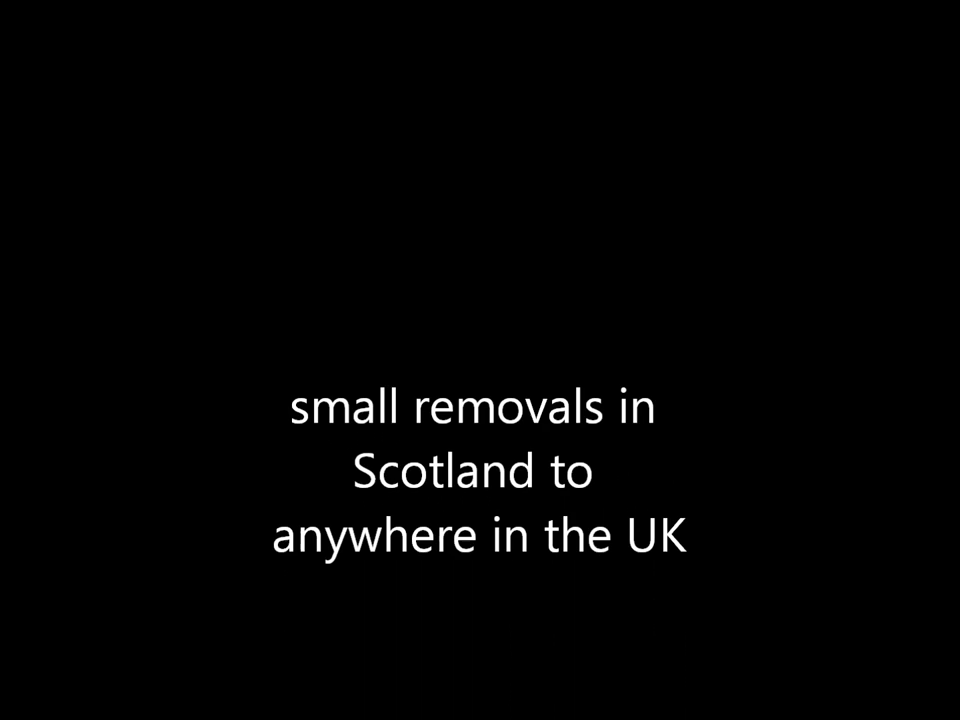 small removals in
Scotland to
anywhere in the UK